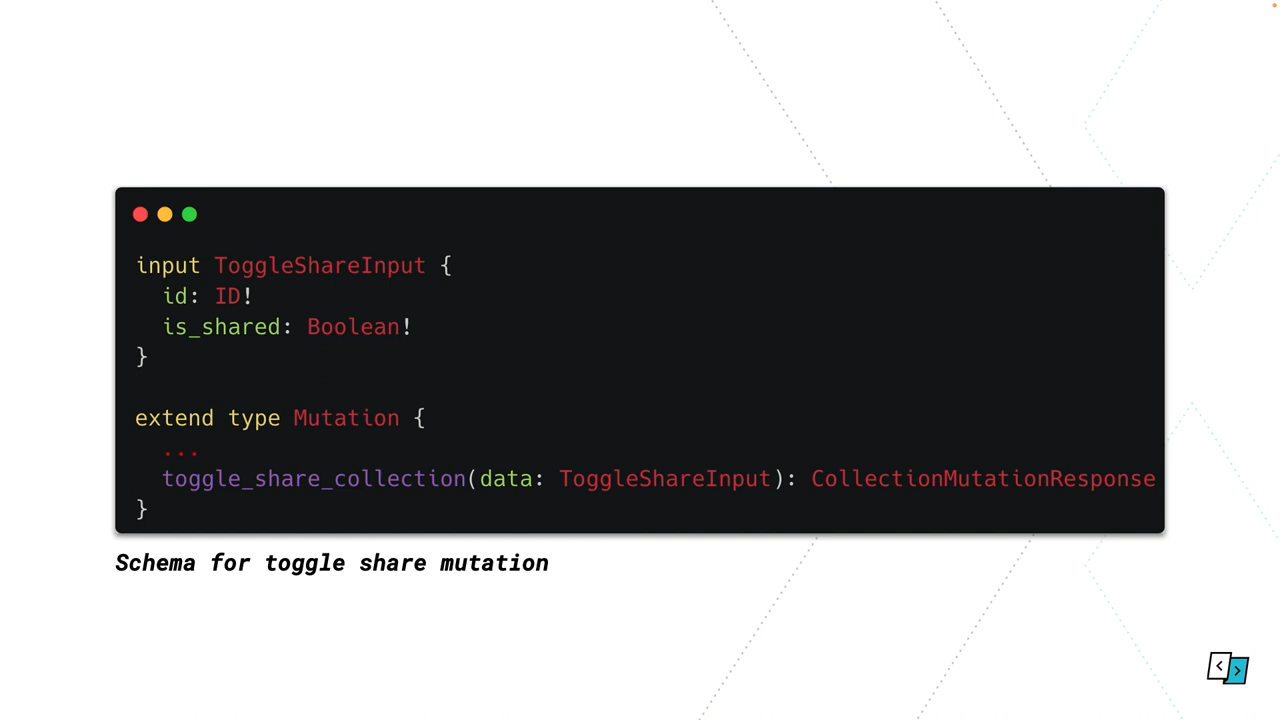 input ToggleShareInput {
  id: ID!
  is_shared: Boolean!
}
extend type Mutation {
  ...
  toggle_share_collection(data: ToggleShareInput): CollectionMutationResponse
}
Schema for toggle share mutation
< >